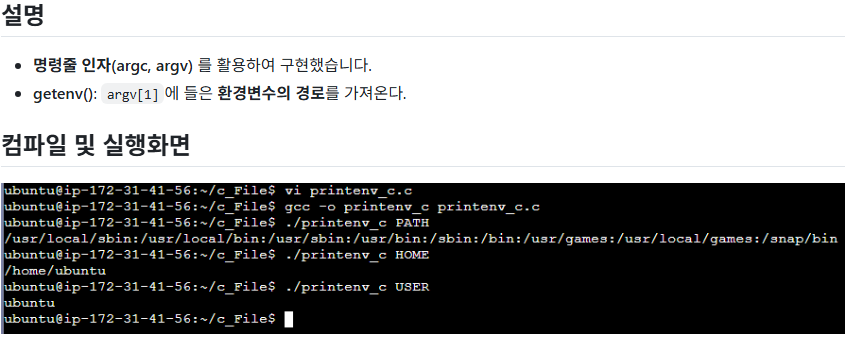 설명
명령줄 인자(argc, argv) 를 활용하여 구현했습니다.
getenv(): argv[1] 에 들은 환경변수의 경로를 가져온다.
컴파일 및 실행화면
ubuntu@ip-172-31-41-56:~/c_File$ vi printenv_c.c
ubuntu@ip-172-31-41-56:~/c_File$ gcc -o printenv_c printenv_c.c
ubuntu@ip-172-31-41-56:~/c_File$ ./printenv_c PATH
/usr/local/sbin:/usr/local/bin:/usr/sbin:/usr/bin:/sbin:/bin:/usr/games:/usr/local/games:/snap/bin
ubuntu@ip-172-31-41-56:~/c_File$ ./printenv_c HOME
/home/ubuntu
ubuntu@ip-172-31-41-56:~/c_File$ ./printenv_c USER
ubuntu
ubuntu@ip-172-31-41-56:~/c_File$